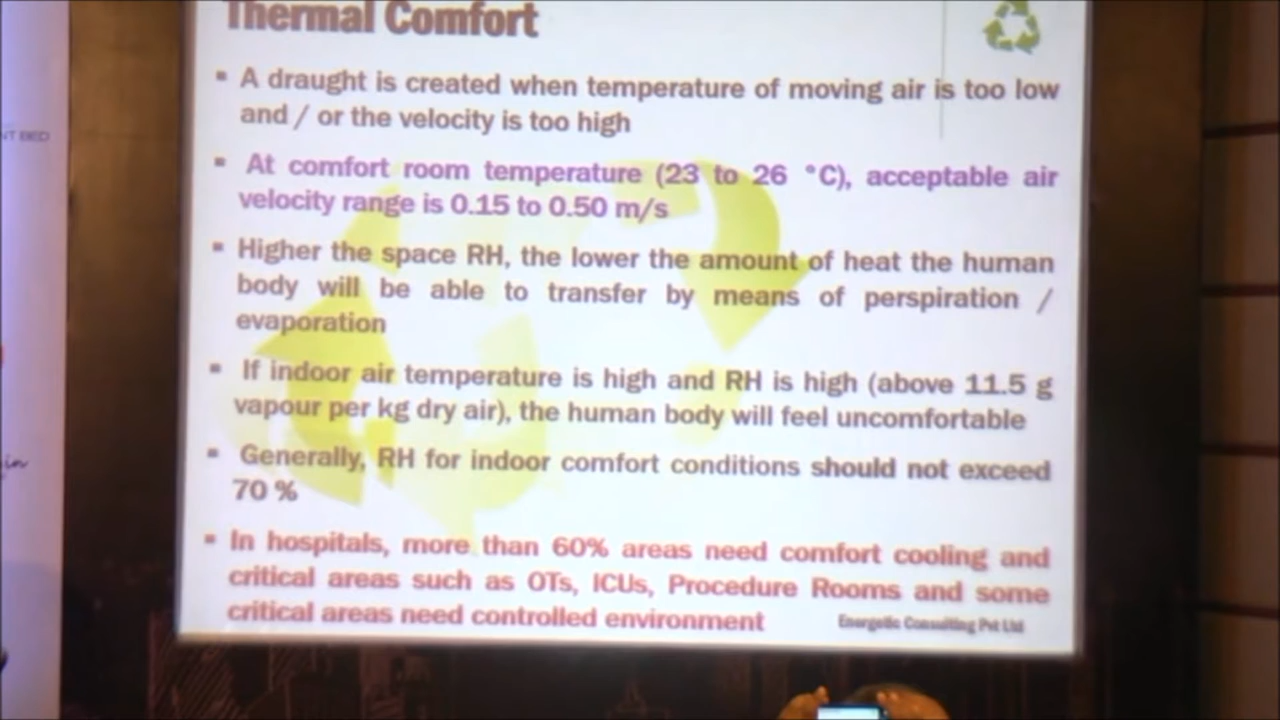 Thermal Comfort
▪ A draught is created when temperature of moving air is too low
and / or the velocity is too high
▪ At comfort room temperature (23 to 26 °C), acceptable air
velocity range is 0.15 to 0.50 m/s
▪ Higher the space RH, the lower the amount of heat the human
body will be able to transfer by means of perspiration /
evaporation
▪ If indoor air temperature is high and RH is high (above 11.5 g
vapour per kg dry air), the human body will feel uncomfortable
▪ Generally, RH for indoor comfort conditions should not exceed
70 %
▪ In hospitals, more than 60% areas need comfort cooling and
critical areas such as OTs, ICUs, Procedure Rooms and some
critical areas need controlled environment
Energetic Consulting Pvt Ltd